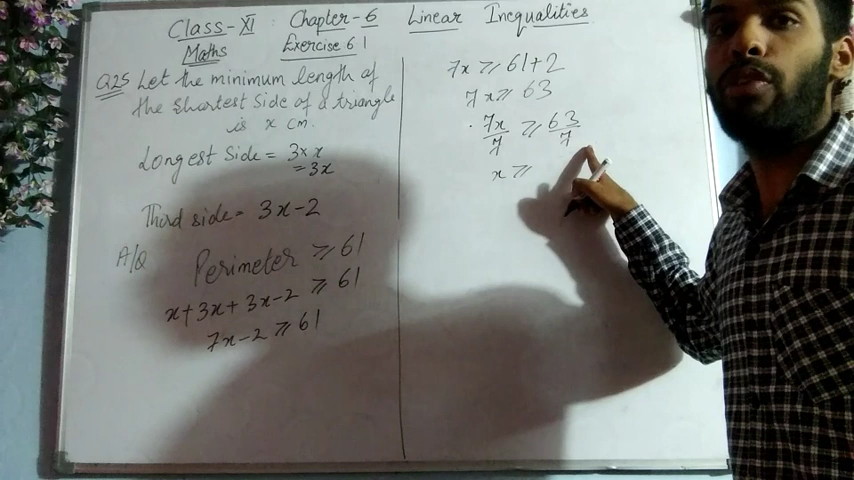 Class-XI : Chapter-6 Linear Inequalities
Maths Exercise 6.1
Q25 Let the minimum length of
the shortest side of a triangle
is x cm.
Longest side = 3×x
= 3x
Third side = 3x-2
A/Q Perimeter ⩾ 61
x+3x+3x-2 ⩾ 61
7x-2 ⩾ 61
7x ⩾ 61+2
7x ⩾ 63
7x/7 ⩾ 63/7
x ⩾